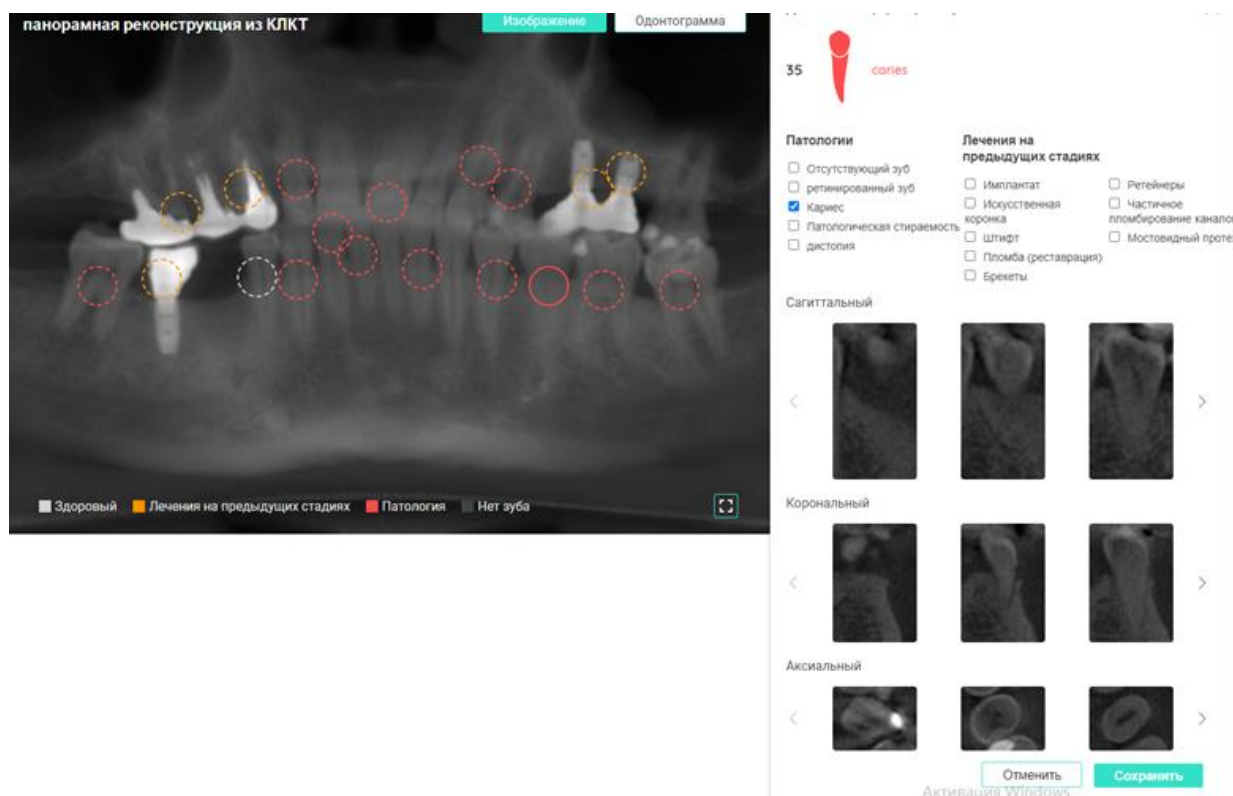 панорамная реконструкция из КЛКТ
Изображение
Одонтограмма
Здоровый
Лечения на предыдущих стадиях
Патология
Нет зуба
35
caries
Патологии
Отсутствующий зуб
ретинированный зуб
Кариес
Патологическая стираемость
дистопия
Лечения на
предыдущих стадиях
Имплантат
Искусственная
коронка
Штифт
Пломба (реставрация)
Брекеты
Ретейнеры
Частичное
пломбирование канало
Мостовидный проте
Сагиттальный
Корональный
Аксиальный
Отменить
Сохранить
Активация Windows